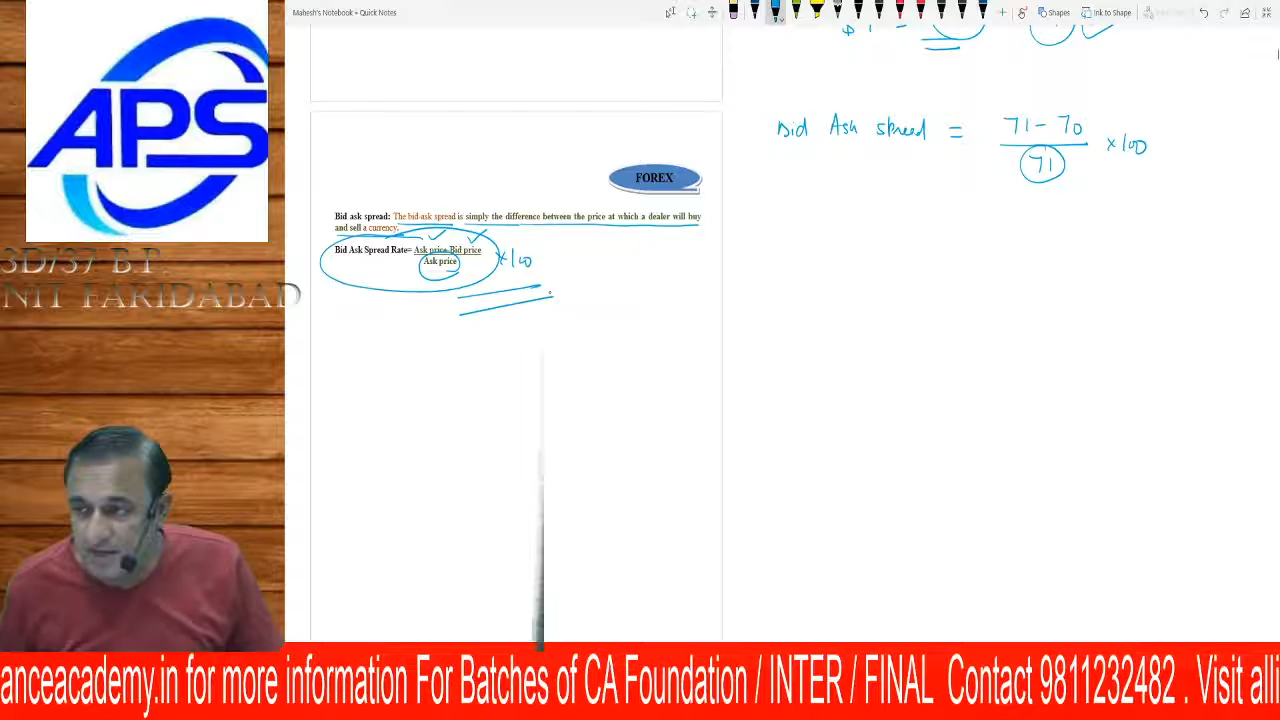 Mahesh's Notebook » Quick Notes
Shapes
Ink to Shape
APS
3D/37 B.P.
NIT FARIDABAD
$1 =
Bid Ask spread = 71 - 70
71
× 100
FOREX
Bid ask spread: The bid-ask spread is simply the difference between the price at which a dealer will buy
and sell a currency.
Bid Ask Spread Rate= Ask price-Bid price
Ask price
× 100
anceacademy.in for more information For Batches of CA Foundation / INTER / FINAL Contact 9811232482 . Visit alli